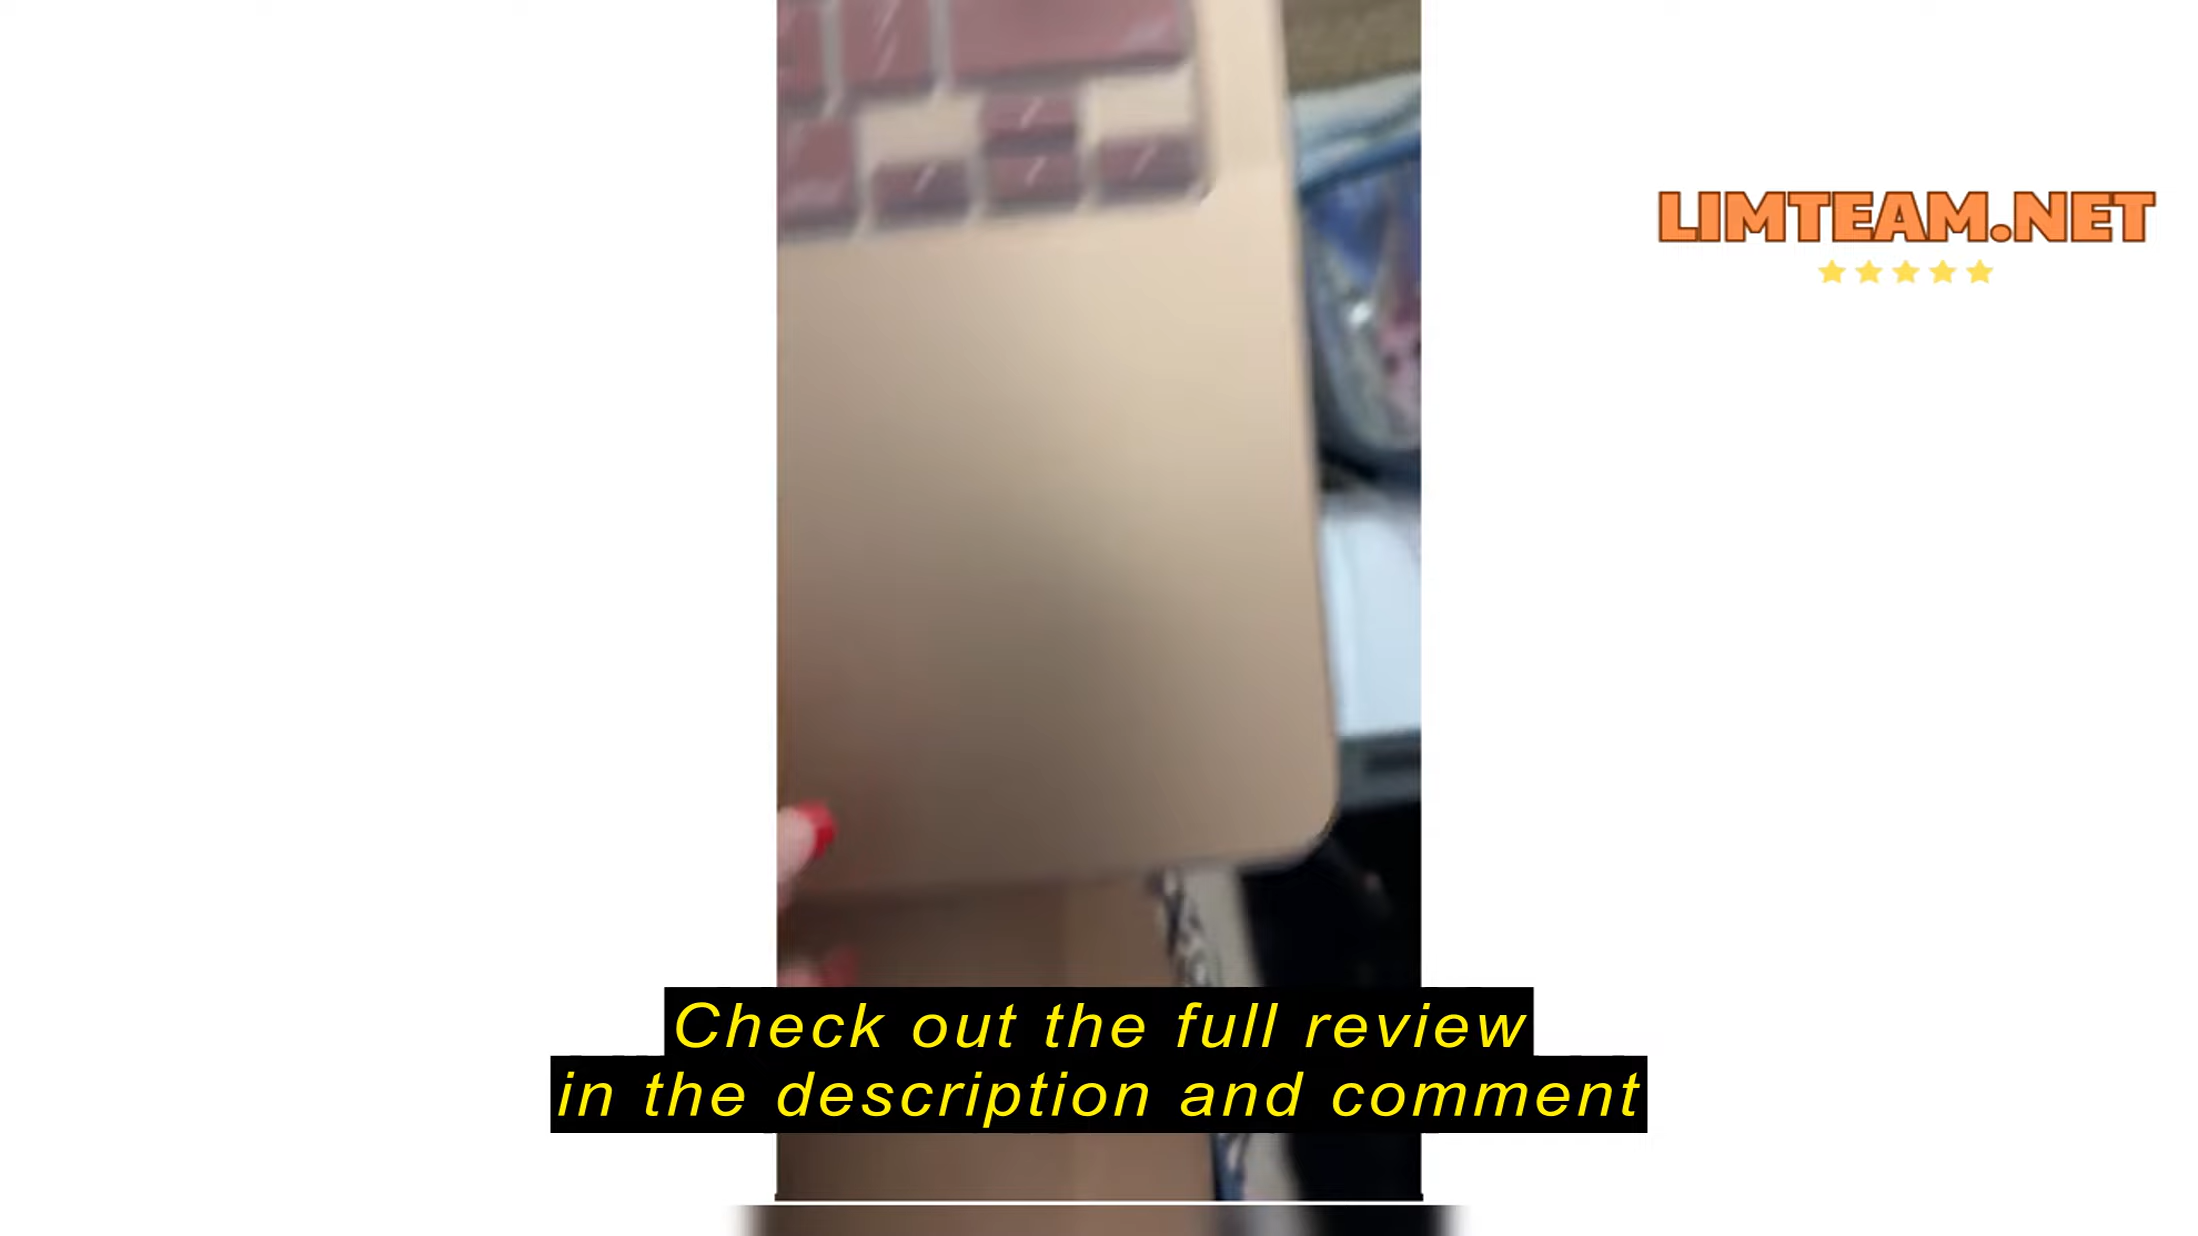 LIMTEAM.NET
Check out the full review
in the description and comment